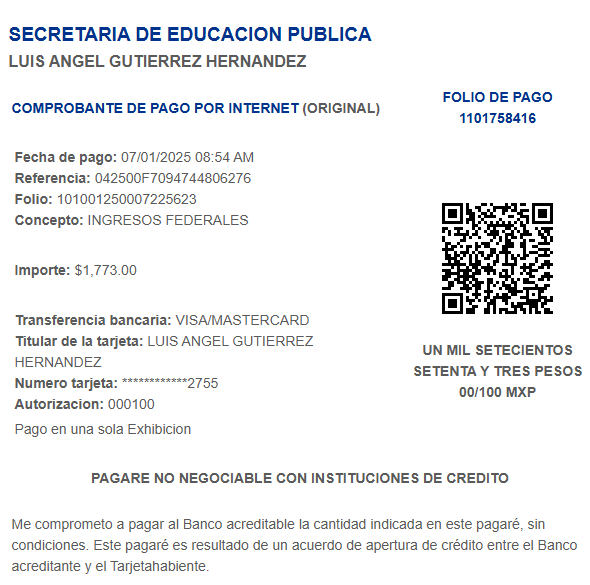 SECRETARIA DE EDUCACION PUBLICA
LUIS ANGEL GUTIERREZ HERNANDEZ
COMPROBANTE DE PAGO POR INTERNET (ORIGINAL)
FOLIO DE PAGO
1101758416
Fecha de pago: 07/01/2025 08:54 AM
Referencia: 042500F7094744806276
Folio: 101001250007225623
Concepto: INGRESOS FEDERALES
Importe: $1,773.00
Transferencia bancaria: VISA/MASTERCARD
Titular de la tarjeta: LUIS ANGEL GUTIERREZ
HERNANDEZ
Numero tarjeta: ************2755
Autorizacion: 000100
Pago en una sola Exhibicion
UN MIL SETECIENTOS
SETENTA Y TRES PESOS
00/100 MXP
PAGARE NO NEGOCIABLE CON INSTITUCIONES DE CREDITO
Me comprometo a pagar al Banco acreditable la cantidad indicada en este pagaré, sin
condiciones. Este pagaré es resultado de un acuerdo de apertura de crédito entre el Banco
acreditante y el Tarjetahabiente.